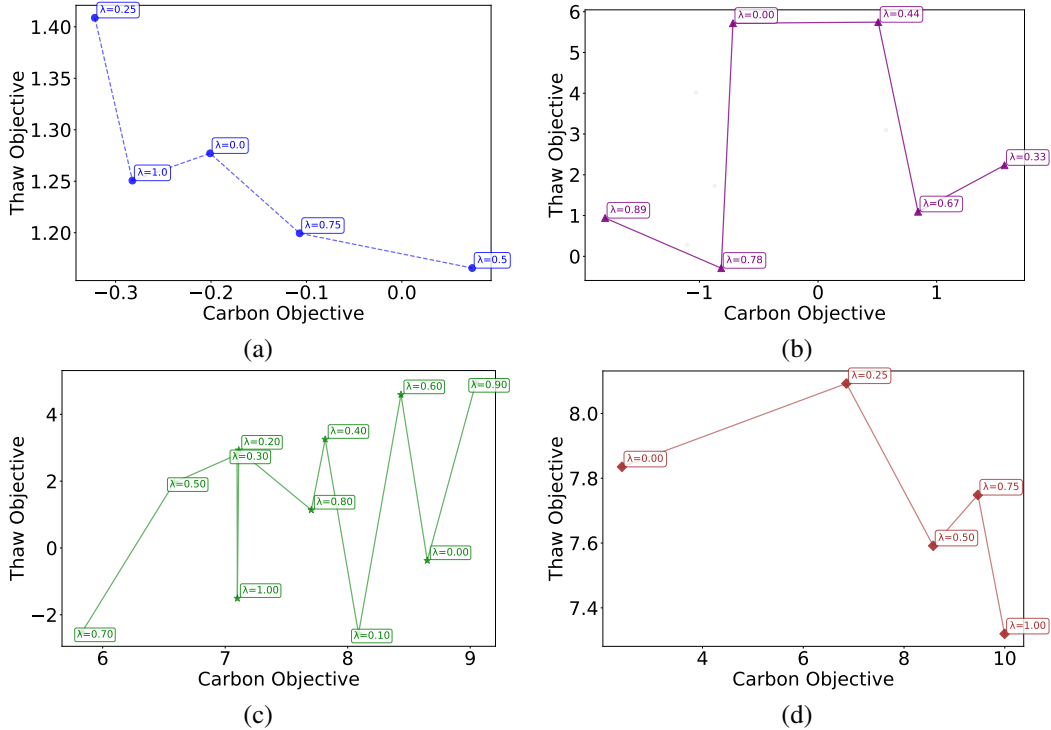 1.40
1.35
1.30
1.25
1.20
Thaw Objective
λ=0.25
λ=0.0
λ=1.0
λ=0.75
λ=0.5
−0.3 −0.2 −0.1 0.0
Carbon Objective
(a)
6
5
4
3
2
1
0
Thaw Objective
λ=0.00
λ=0.44
λ=0.33
λ=0.89
λ=0.67
λ=0.78
−1 0 1
Carbon Objective
(b)
4
2
0
−2
Thaw Objective
λ=0.60
λ=0.90
λ=0.20
λ=0.40
λ=0.30
λ=0.50
λ=0.80
λ=0.00
λ=1.00
λ=0.70
λ=0.10
6 7 8 9
Carbon Objective
(c)
8.0
7.8
7.6
7.4
Thaw Objective
λ=0.25
λ=0.00
λ=0.75
λ=0.50
λ=1.00
4 6 8 10
Carbon Objective
(d)